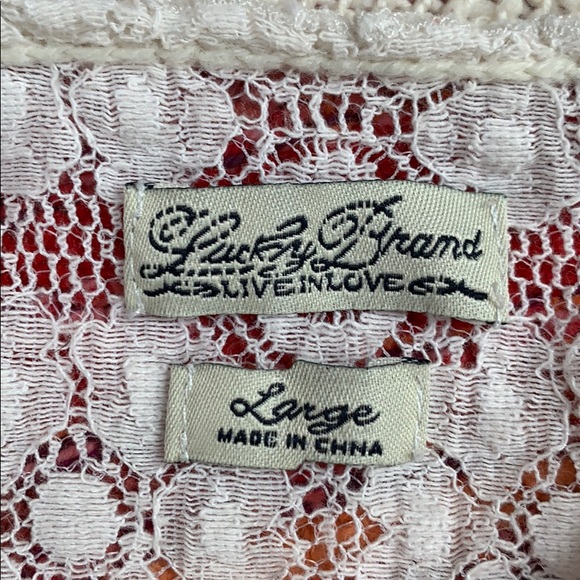 Lucky Brand
LIVE IN LOVE
Large
MADE IN CHINA